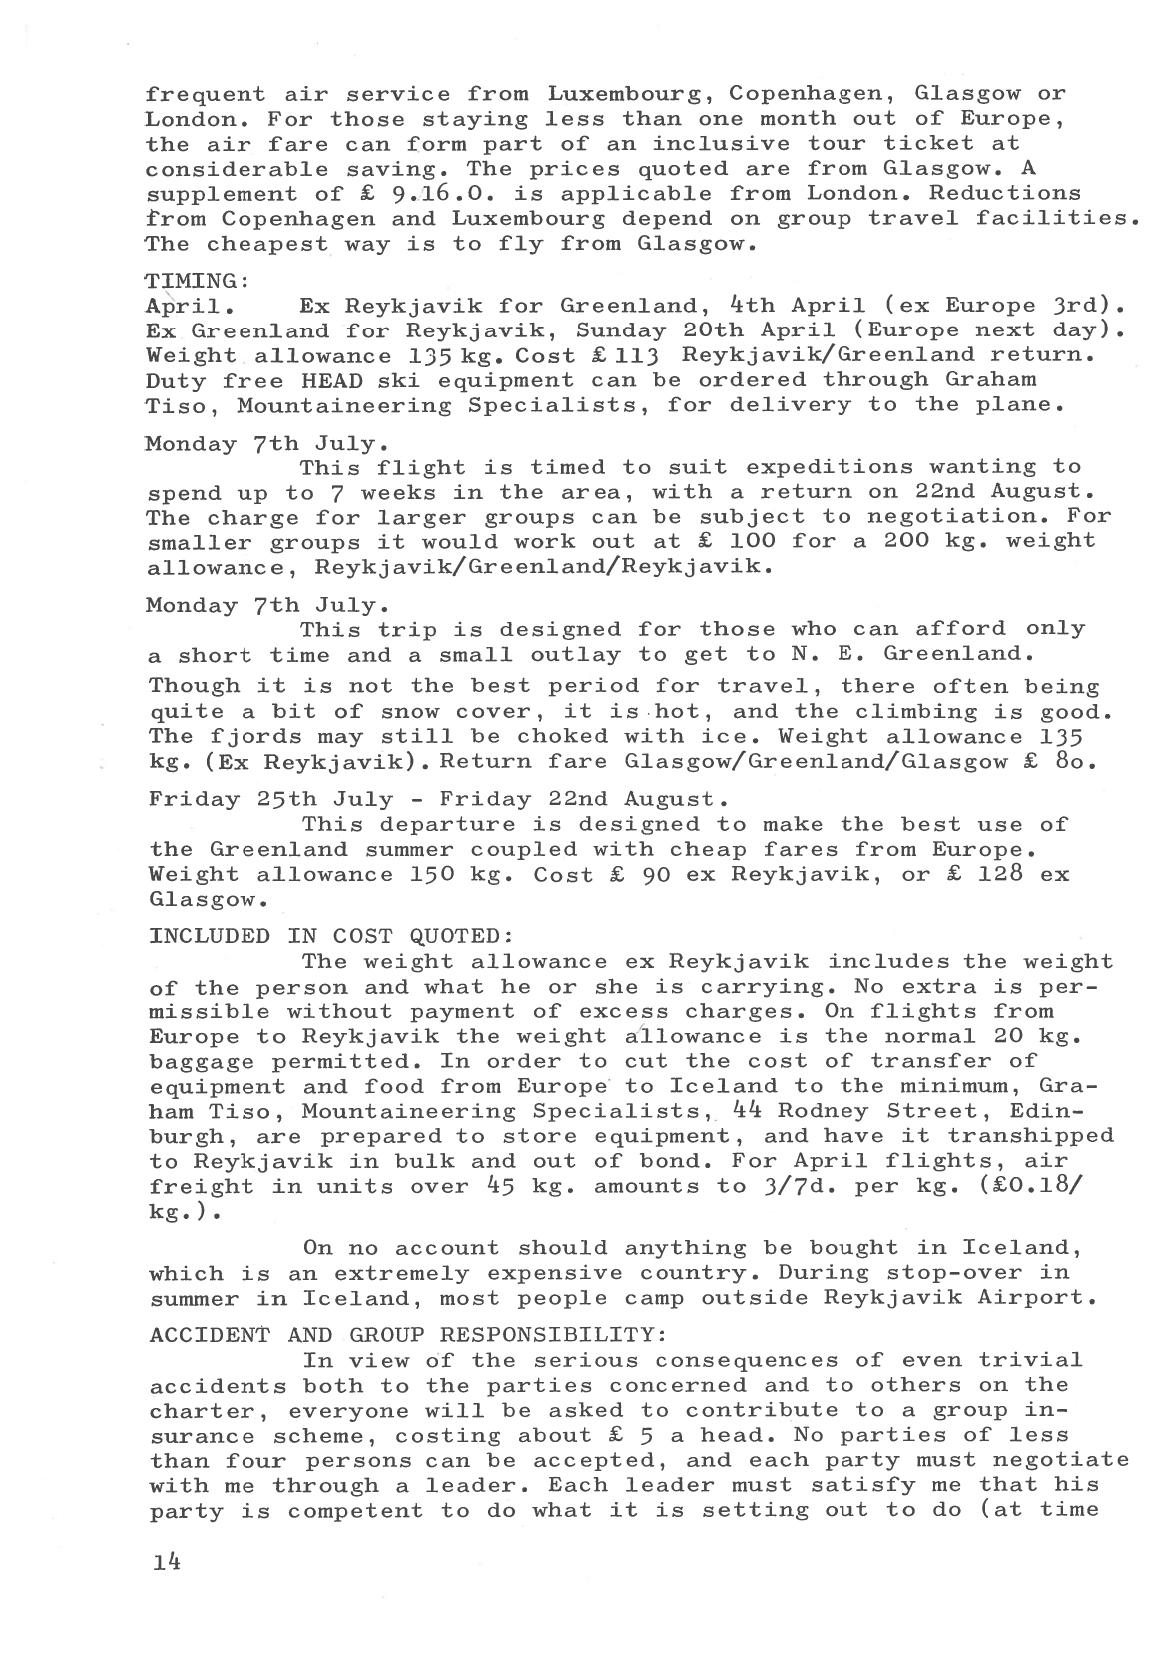 frequent air service from Luxembourg, Copenhagen, Glasgow or
London. For those staying less than one month out of Europe,
the air fare can form part of an inclusive tour ticket at
considerable saving. The prices quoted are from Glasgow. A
supplement of £ 9.16.0. is applicable from London. Reductions
from Copenhagen and Luxembourg depend on group travel facilities.
The cheapest way is to fly from Glasgow.
TIMING:
April. Ex Reykjavik for Greenland, 4th April (ex Europe 3rd).
Ex Greenland for Reykjavik, Sunday 20th April (Europe next day).
Weight allowance 135 kg. Cost £ 113 Reykjavik/Greenland return.
Duty free HEAD ski equipment can be ordered through Graham
Tiso, Mountaineering Specialists, for delivery to the plane.
Monday 7th July.
This flight is timed to suit expeditions wanting to
spend up to 7 weeks in the area, with a return on 22nd August.
The charge for larger groups can be subject to negotiation. For
smaller groups it would work out at £ 100 for a 200 kg. weight
allowance, Reykjavik/Greenland/Reykjavik.
Monday 7th July.
This trip is designed for those who can afford only
a short time and a small outlay to get to N. E. Greenland.
Though it is not the best period for travel, there often being
quite a bit of snow cover, it is hot, and the climbing is good.
The fjords may still be choked with ice. Weight allowance 135
kg. (Ex Reykjavik). Return fare Glasgow/Greenland/Glasgow £ 80.
Friday 25th July - Friday 22nd August.
This departure is designed to make the best use of
the Greenland summer coupled with cheap fares from Europe.
Weight allowance 150 kg. Cost £ 90 ex Reykjavik, or £ 128 ex
Glasgow.
INCLUDED IN COST QUOTED:
The weight allowance ex Reykjavik includes the weight
of the person and what he or she is carrying. No extra is per-
missible without payment of excess charges. On flights from
Europe to Reykjavik the weight allowance is the normal 20 kg.
baggage permitted. In order to cut the cost of transfer of
equipment and food from Europe to Iceland to the minimum, Gra-
ham Tiso, Mountaineering Specialists, 44 Rodney Street, Edin-
burgh, are prepared to store equipment, and have it transhipped
to Reykjavik in bulk and out of bond. For April flights, air
freight in units over 45 kg. amounts to 3/7d. per kg. (£0.18/
kg.).
On no account should anything be bought in Iceland,
which is an extremely expensive country. During stop-over in
summer in Iceland, most people camp outside Reykjavik Airport.
ACCIDENT AND GROUP RESPONSIBILITY:
In view of the serious consequences of even trivial
accidents both to the parties concerned and to others on the
charter, everyone will be asked to contribute to a group in-
surance scheme, costing about £ 5 a head. No parties of less
than four persons can be accepted, and each party must negotiate
with me through a leader. Each leader must satisfy me that his
party is competent to do what it is setting out to do (at time
14